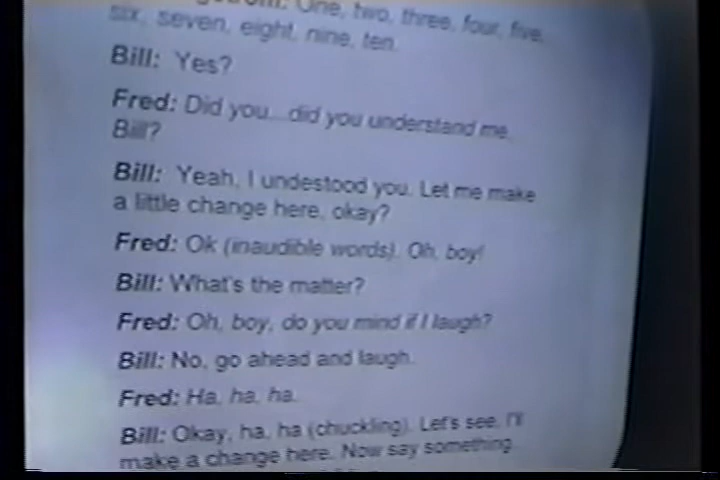 One, two, three, four, five,
six, seven, eight, nine, ten.
Bill: Yes?
Fred: Did you...did you understand me,
Bill?
Bill: Yeah, I undestood you. Let me make
a little change here, okay?
Fred: Ok (inaudible words). Oh, boy!
Bill: What's the matter?
Fred: Oh, boy, do you mind if I laugh?
Bill: No, go ahead and laugh.
Fred: Ha, ha, ha.
Bill: Okay, ha, ha (chuckling). Let's see, I'll
make a change here. Now say something